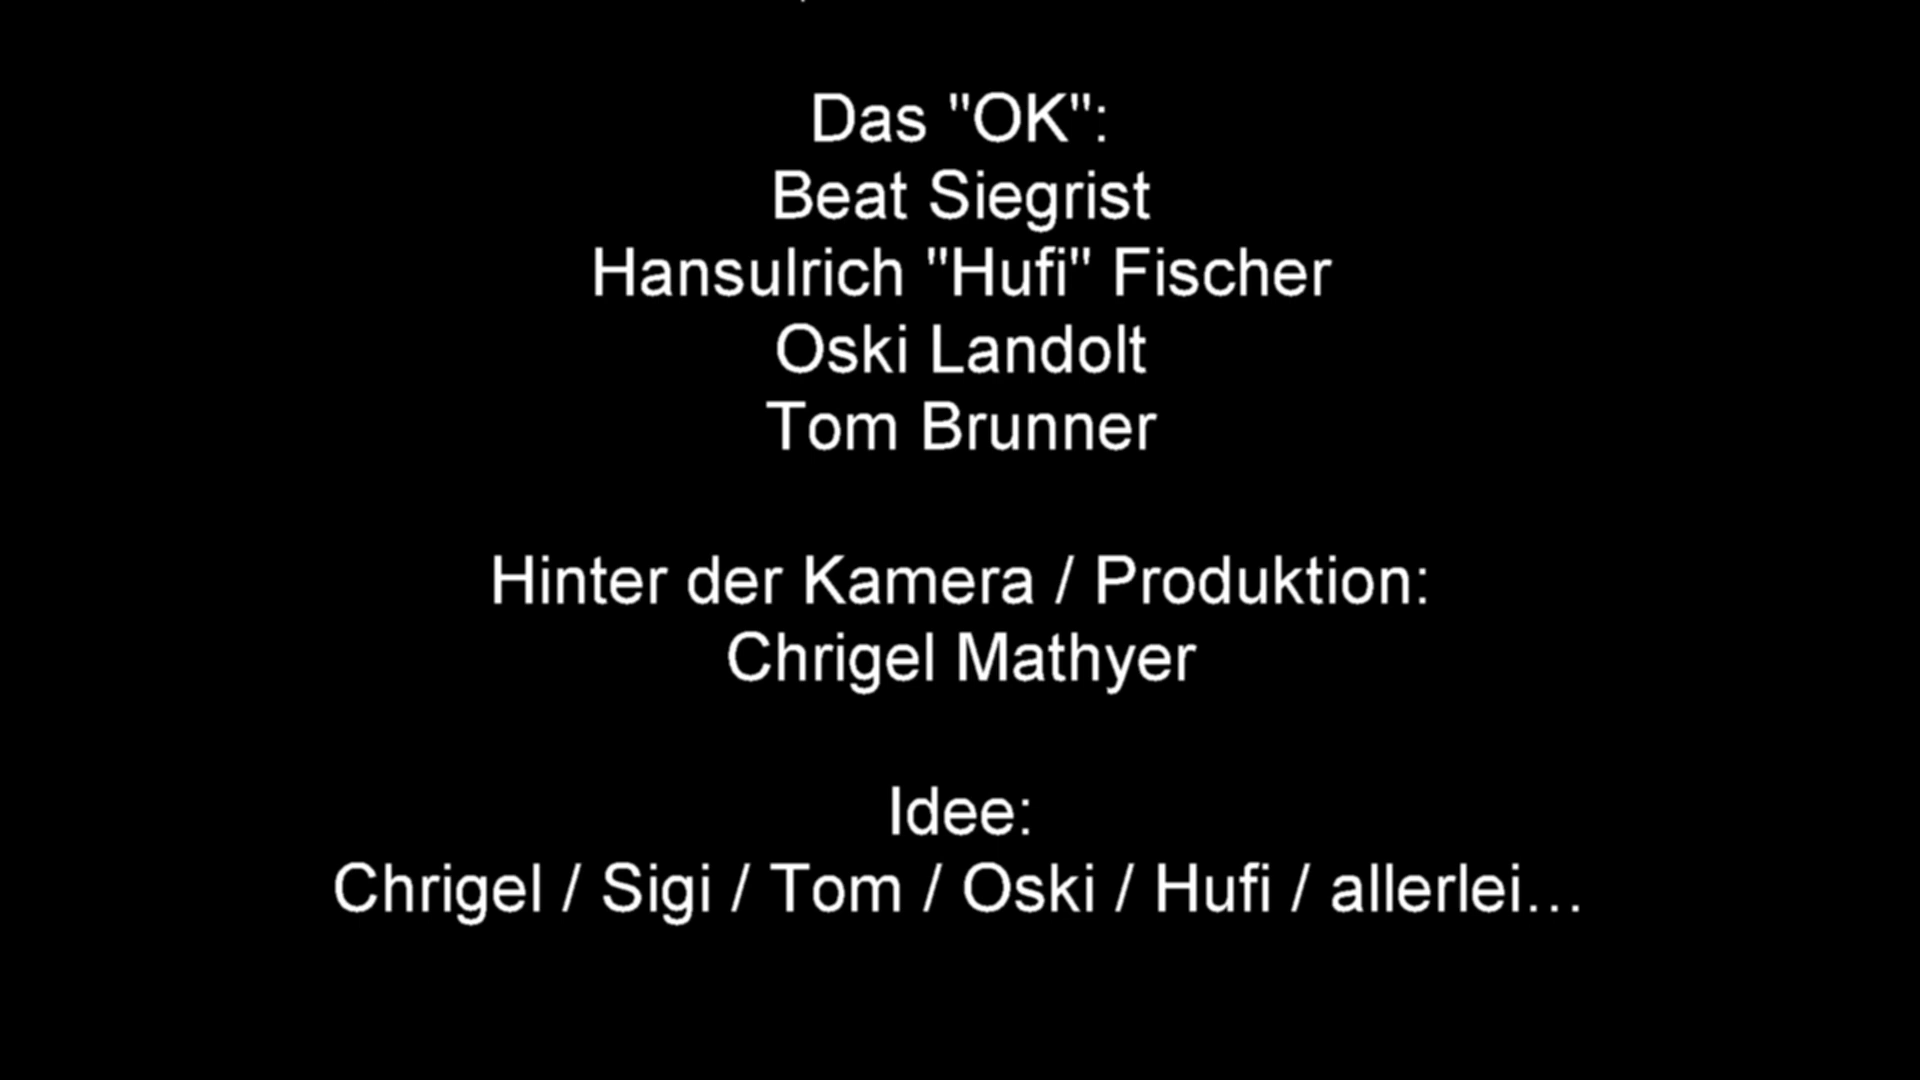 Das "OK":
Beat Siegrist
Hansulrich "Hufi" Fischer
Oski Landolt
Tom Brunner
Hinter der Kamera / Produktion:
Chrigel Mathyer
Idee:
Chrigel / Sigi / Tom / Oski / Hufi / allerlei...